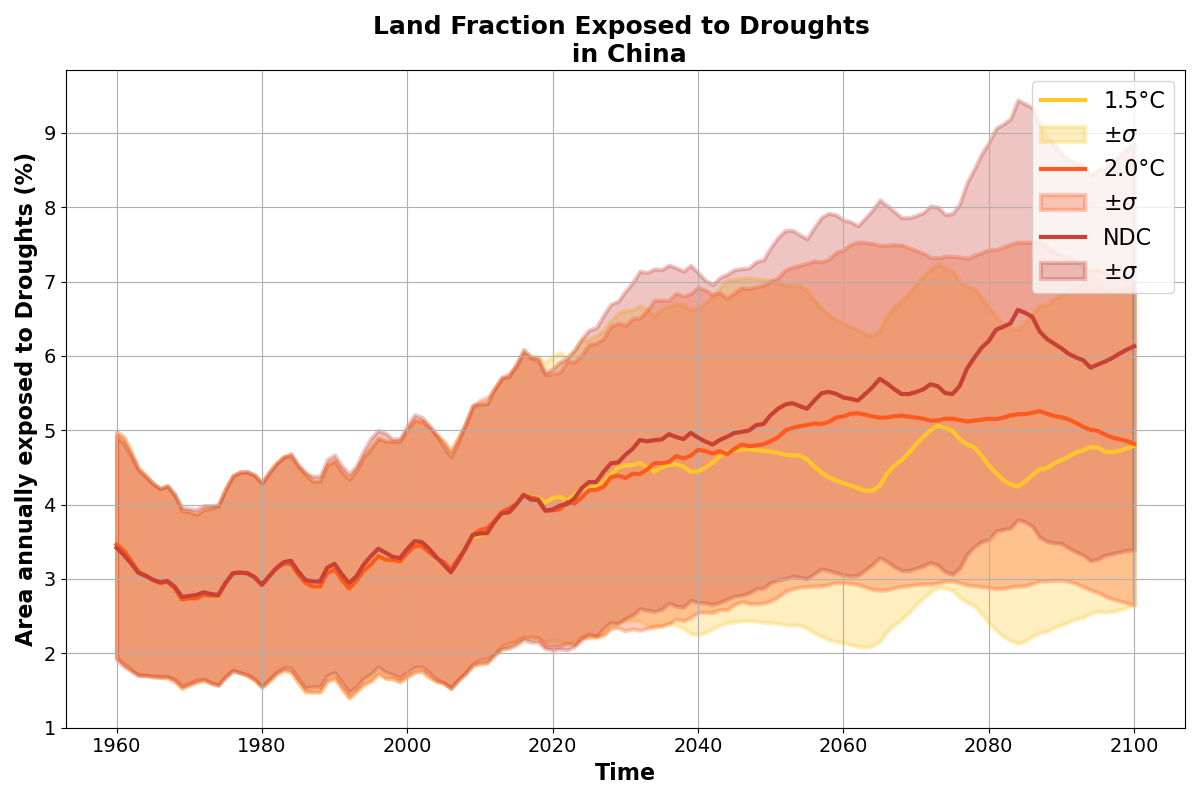 Land Fraction Exposed to Droughts
in China
1.5°C
±σ
2.0°C
±σ
NDC
±σ
Area annually exposed to Droughts (%)
9
8
7
6
5
4
3
2
1
1960 1980 2000 2020 2040 2060 2080 2100
Time